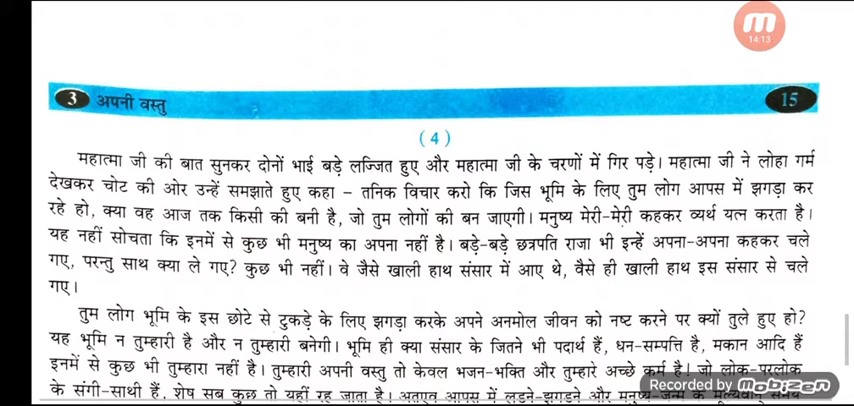 14:13
3 अपनी वस्तु 15
(4)
महात्मा जी की बात सुनकर दोनों भाई बड़े लज्जित हुए और महात्मा जी के चरणों में गिर पड़े। महात्मा जी ने लोहा गर्म
देखकर चोट की ओर उन्हें समझाते हुए कहा – तनिक विचार करो कि जिस भूमि के लिए तुम लोग आपस में झगड़ा कर
रहे हो, क्या वह आज तक किसी की बनी है, जो तुम लोगों की बन जाएगी। मनुष्य मेरी-मेरी कहकर व्यर्थ यत्न करता है।
यह नहीं सोचता कि इनमें से कुछ भी मनुष्य का अपना नहीं है। बड़े-बड़े छत्रपति राजा भी इन्हें अपना-अपना कहकर चले
गए, परन्तु साथ क्या ले गए? कुछ भी नहीं। वे जैसे खाली हाथ संसार में आए थे, वैसे ही खाली हाथ इस संसार से चले
गए।
तुम लोग भूमि के इस छोटे से टुकड़े के लिए झगड़ा करके अपने अनमोल जीवन को नष्ट करने पर क्यों तुले हुए हो?
यह भूमि न तुम्हारी है और न तुम्हारी बनेगी। भूमि ही क्या संसार के जितने भी पदार्थ हैं, धन-सम्पत्ति है, मकान आदि हैं
इनमें से कुछ भी तुम्हारा नहीं है। तुम्हारी अपनी वस्तु तो केवल भजन-भक्ति और तुम्हारे अच्छे कर्म है। जो लोक-परलोक
के संगी-साथी हैं, शेष सब कुछ तो यहीं रह जाता है। अतएव आपस में लड़ने-झगड़ने और मनुष्य-जन्म के मूल्यवान् समय
Recorded by mobizen